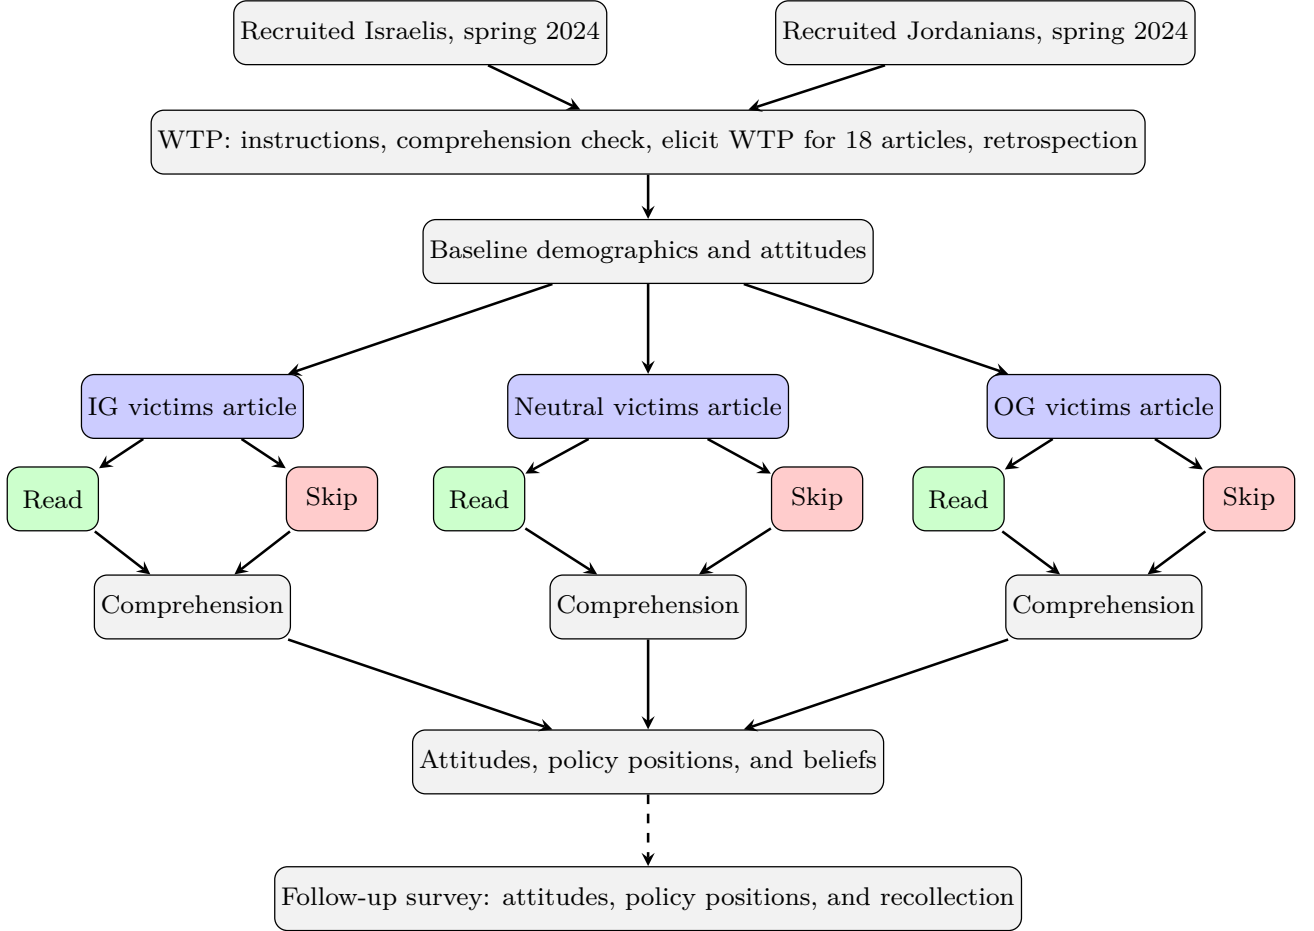 Recruited Israelis, spring 2024
Recruited Jordanians, spring 2024
WTP: instructions, comprehension check, elicit WTP for 18 articles, retrospection
Baseline demographics and attitudes
IG victims article
Neutral victims article
OG victims article
Read
Skip
Read
Skip
Read
Skip
Comprehension
Comprehension
Comprehension
Attitudes, policy positions, and beliefs
Follow-up survey: attitudes, policy positions, and recollection